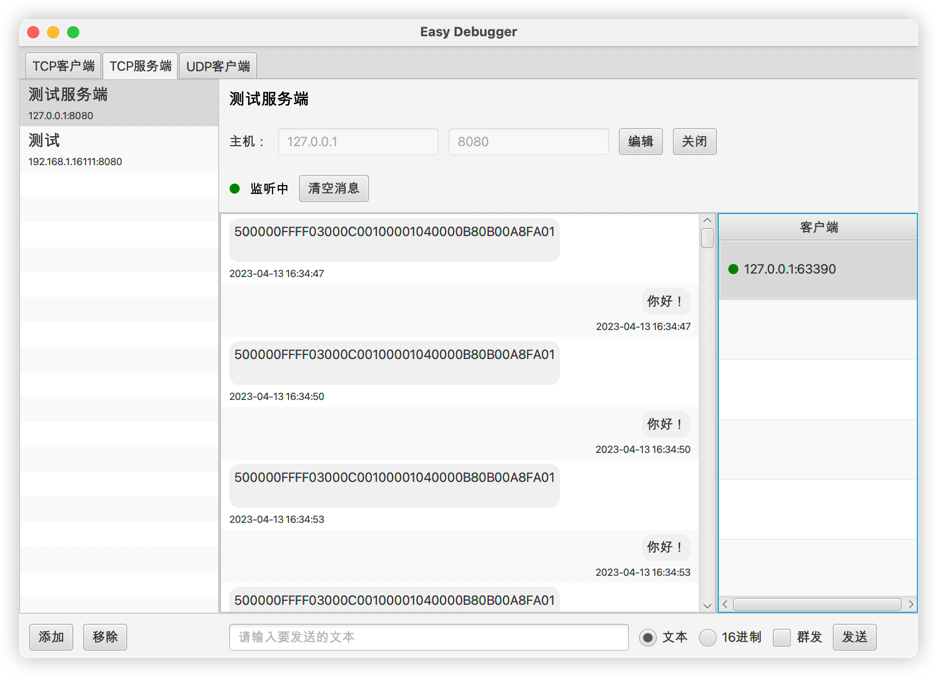 Easy Debugger
TCP客户端 TCP服务端 UDP客户端
测试服务端
127.0.0.1:8080
测试
192.168.1.16111:8080
测试服务端
主机： 127.0.0.1 8080 编辑 关闭
监听中 清空消息
500000FFFF03000C00100001040000B80B00A8FA01
2023-04-13 16:34:47
你好！
2023-04-13 16:34:47
500000FFFF03000C00100001040000B80B00A8FA01
2023-04-13 16:34:50
你好！
2023-04-13 16:34:50
500000FFFF03000C00100001040000B80B00A8FA01
2023-04-13 16:34:53
你好！
2023-04-13 16:34:53
500000FFFF03000C00100001040000B80B00A8FA01
客户端
127.0.0.1:63390
添加 移除 请输入要发送的文本 文本 16进制 群发 发送